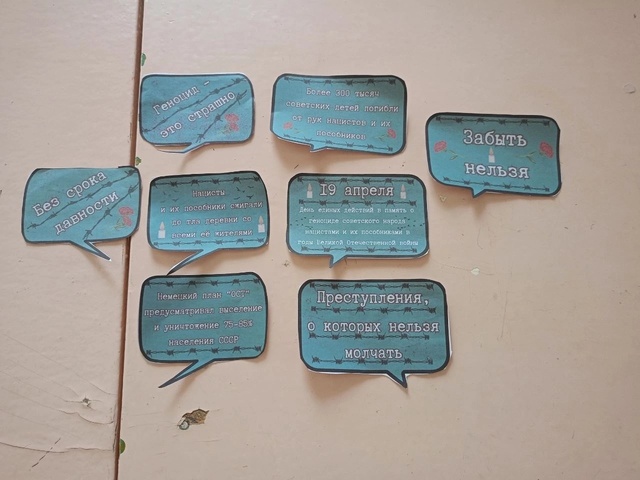 Геноцид -
это страшно
Более 300 тысяч
советских детей погибли
от рук нацистов и их
пособников
Забыть
нельзя
Без срока
давности
Нацисты
и их пособники сжигали
до тла деревни со
всеми её жителями
19 апреля
День единых действий в память о
геноциде советского народа
нацистами и их пособниками в
годы Великой Отечественной войны
Немецкий план "ОСТ"
предусматривал выселение
и уничтожение 75-85%
населения СССР
Преступления,
о которых нельзя
молчать